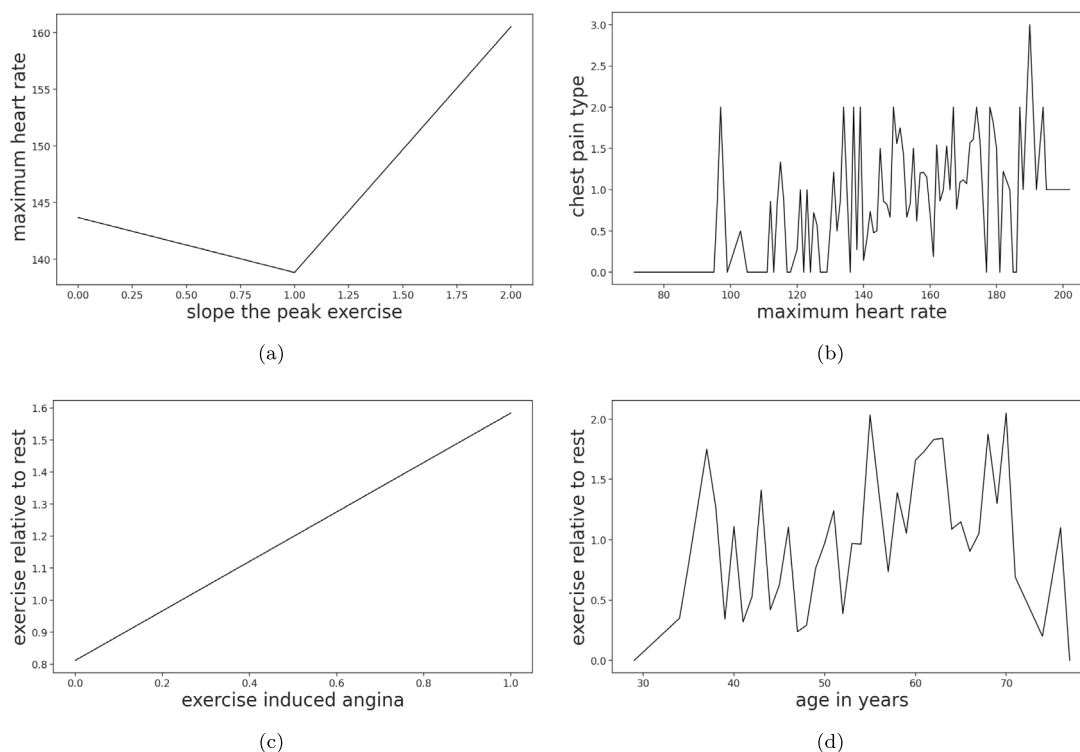 160
155
150
145
140
maximum heart rate
0.00 0.25 0.50 0.75 1.00 1.25 1.50 1.75 2.00
slope the peak exercise
(a)
3.0
2.5
2.0
1.5
1.0
0.5
0.0
chest pain type
80 100 120 140 160 180 200
maximum heart rate
(b)
1.6
1.5
1.4
1.3
1.2
1.1
1.0
0.9
0.8
exercise relative to rest
0.0 0.2 0.4 0.6 0.8 1.0
exercise induced angina
(c)
2.0
1.5
1.0
0.5
0.0
exercise relative to rest
30 40 50 60 70
age in years
(d)